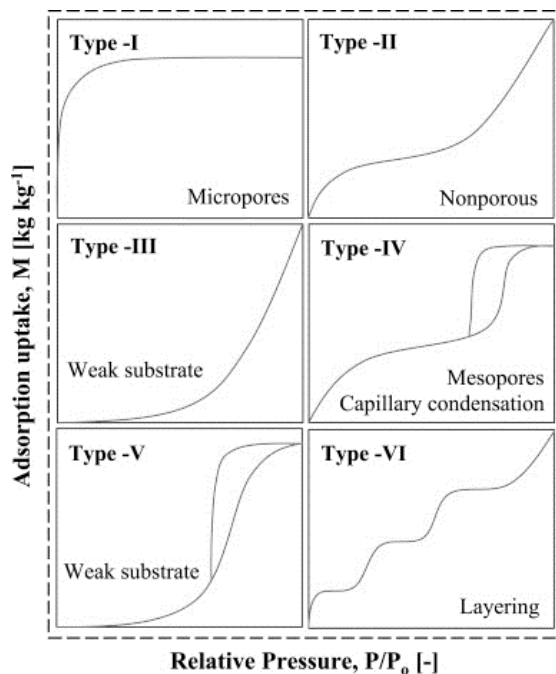 Adsorption uptake, M [kg kg⁻¹]
Type -I
Micropores
Type -II
Nonporous
Type -III
Weak substrate
Type -IV
Mesopores
Capillary condensation
Type -V
Weak substrate
Type -VI
Layering
Relative Pressure, P/Pₒ [-]